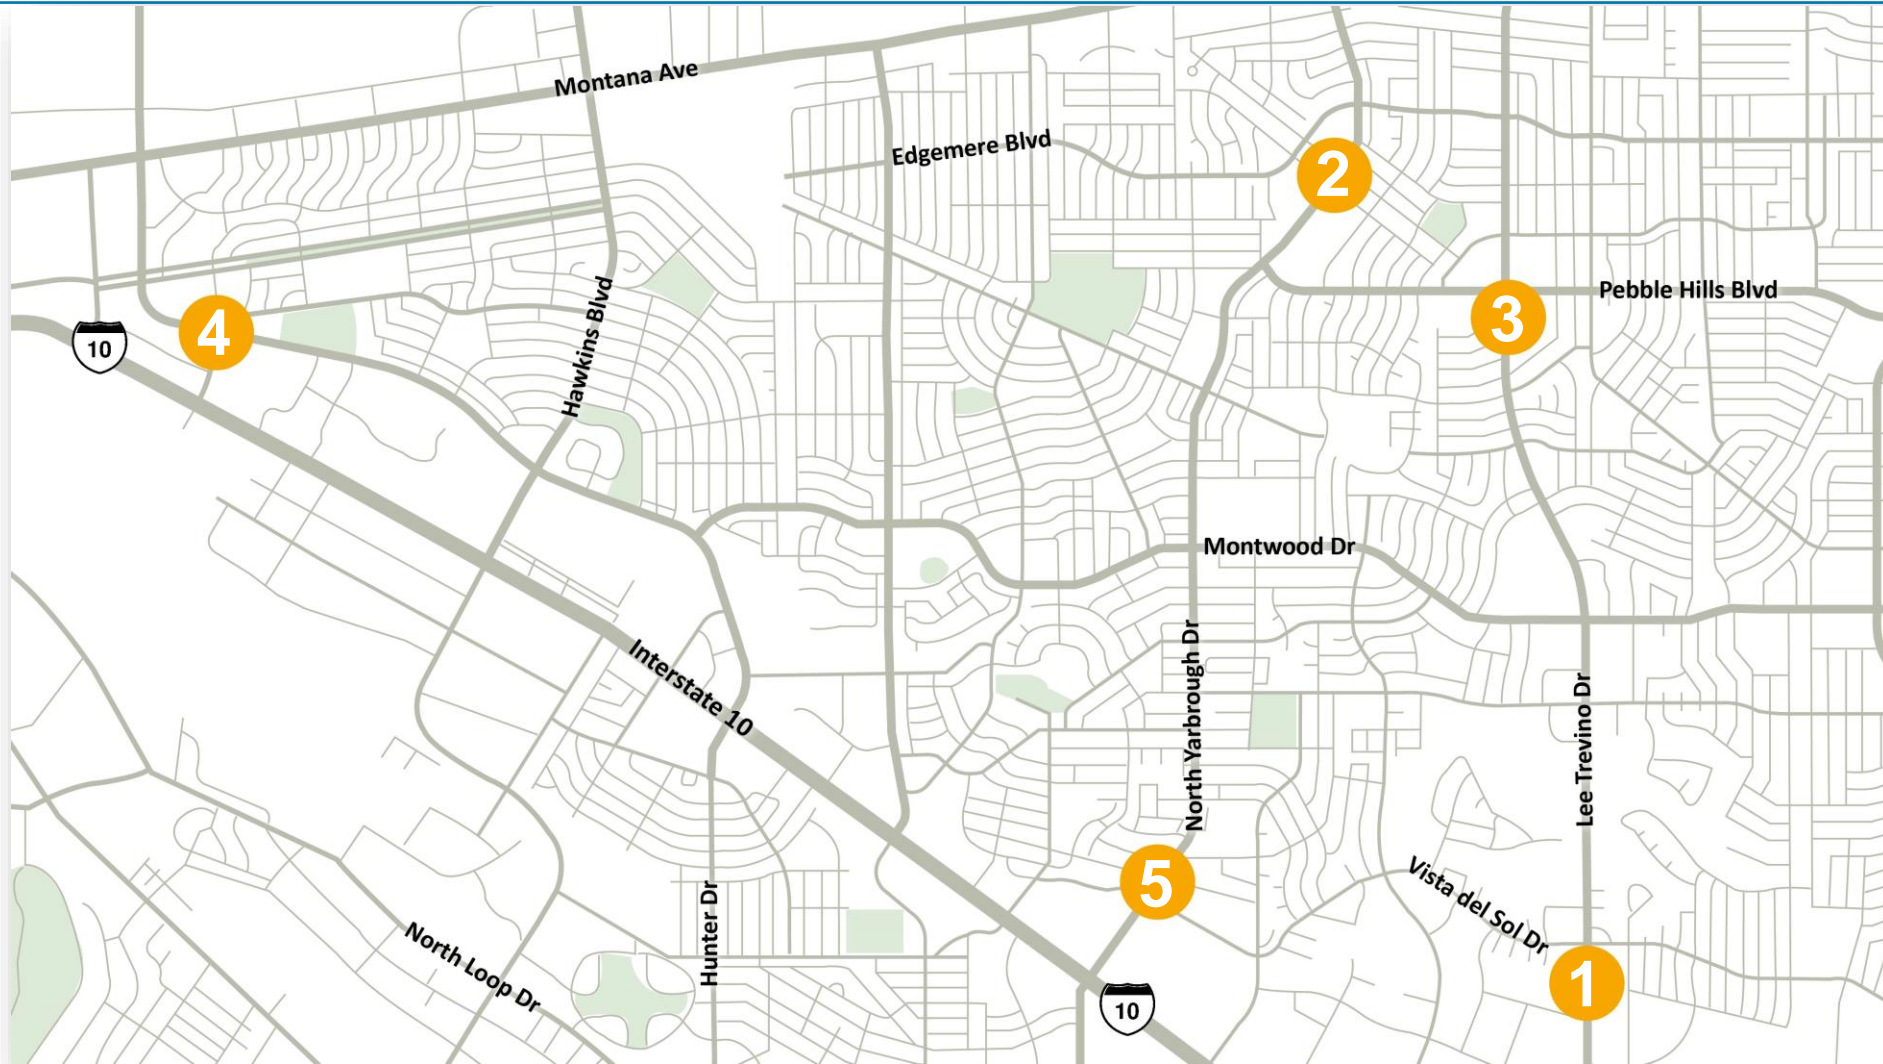 Montana Ave
Edgemere Blvd
2
Hawkins Blvd
Pebble Hills Blvd
3
4
10
Montwood Dr
Interstate 10
North Yarbrough Dr
Lee Trevino Dr
5
Vista del Sol Dr
Hunter Dr
North Loop Dr
1
10